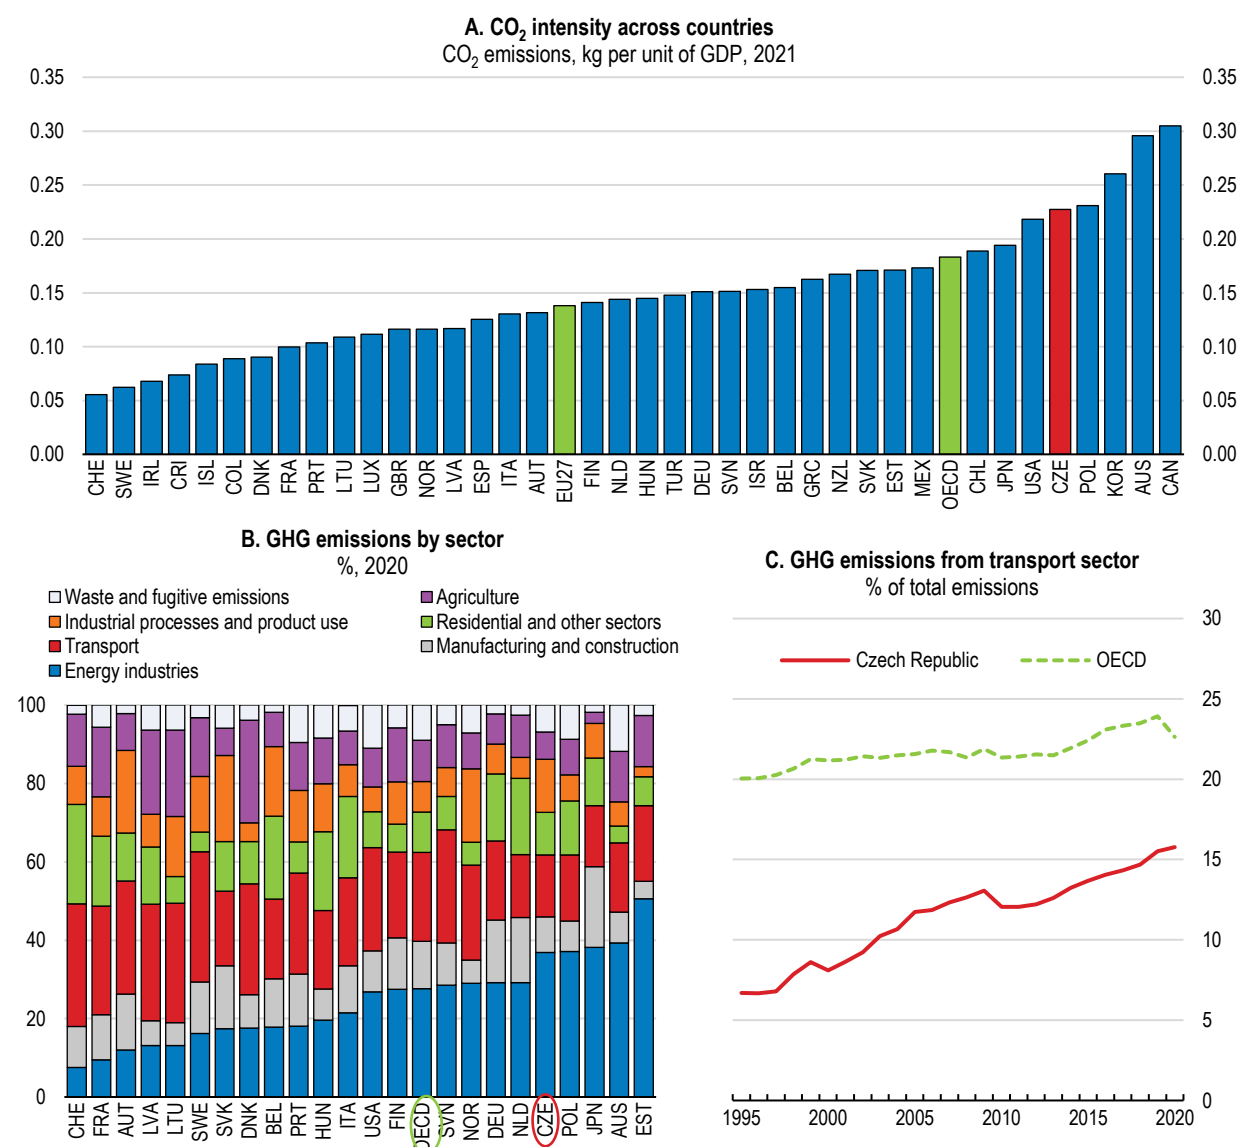 A. CO₂ intensity across countries
CO₂ emissions, kg per unit of GDP, 2021
0.35 0.35
0.30 0.30
0.25 0.25
0.20 0.20
0.15 0.15
0.10 0.10
0.05 0.05
0.00 0.00
CHE SWE IRL CRI ISL COL DNK FRA PRT LTU LUX GBR NOR LVA ESP ITA AUT EU27 FIN NLD HUN TUR DEU SVN ISR BEL GRC NZL SVK EST MEX OECD CHL JPN USA CZE POL KOR AUS CAN
B. GHG emissions by sector
%, 2020
Waste and fugitive emissions Agriculture
Industrial processes and product use Residential and other sectors
Transport Manufacturing and construction
Energy industries
100
80
60
40
20
0
CHE FRA AUT LVA LTU SWE SVK DNK BEL PRT HUN ITA USA FIN OECD SVN NOR DEU NLD CZE POL JPN AUS EST
C. GHG emissions from transport sector
% of total emissions
30
Czech Republic OECD
25
20
15
10
5
0
1995 2000 2005 2010 2015 2020